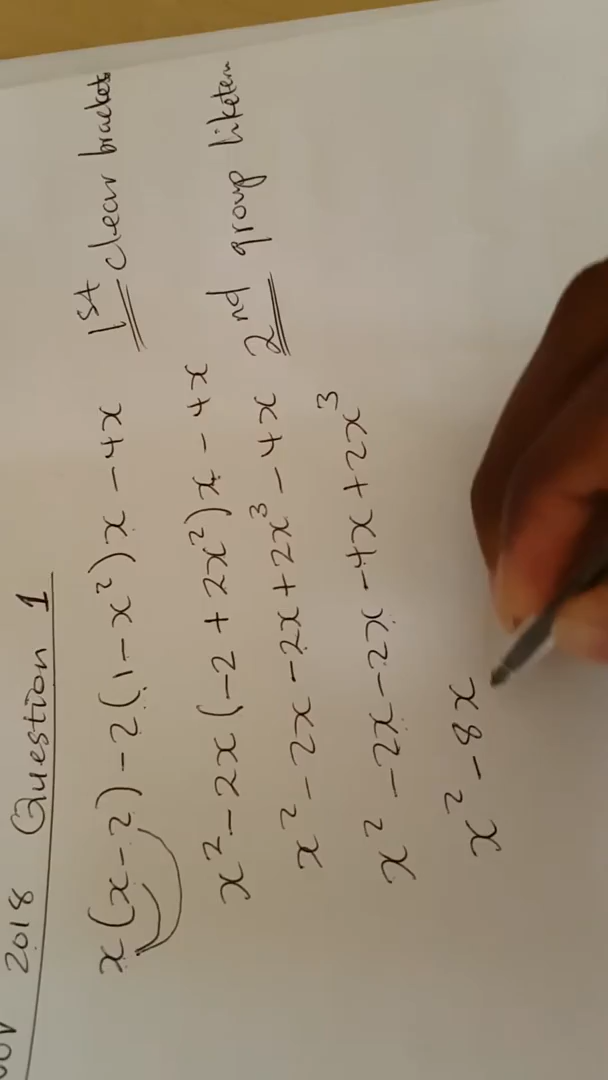 2018 Question 1
x(x-2)-2(1-x²)x-4x 1st clear brackets
x²-2x(-2+2x²)x-4x
x²-2x-2x+2x³-4x 2nd group
x²-2x-2x-4x+2x³
x²-8x